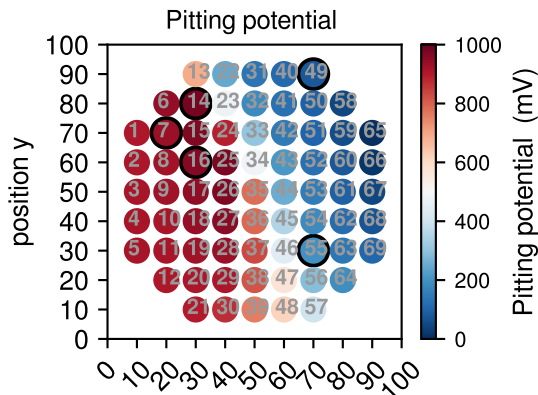 Pitting potential
100
90
80
70
60
50
40
30
20
10
0
position y
13 22 31 40 49
6 14 23 32 41 50 58
1 7 15 24 33 42 51 59 65
2 8 16 25 34 43 52 60 66
3 9 17 26 35 44 53 61 67
4 10 18 27 36 45 54 62 68
5 11 19 28 37 46 55 63 69
12 20 29 38 47 56 64
21 30 39 48 57
0 10 20 30 40 50 60 70 80 90 100
1000
800
600
400
200
0
Pitting potential (mV)